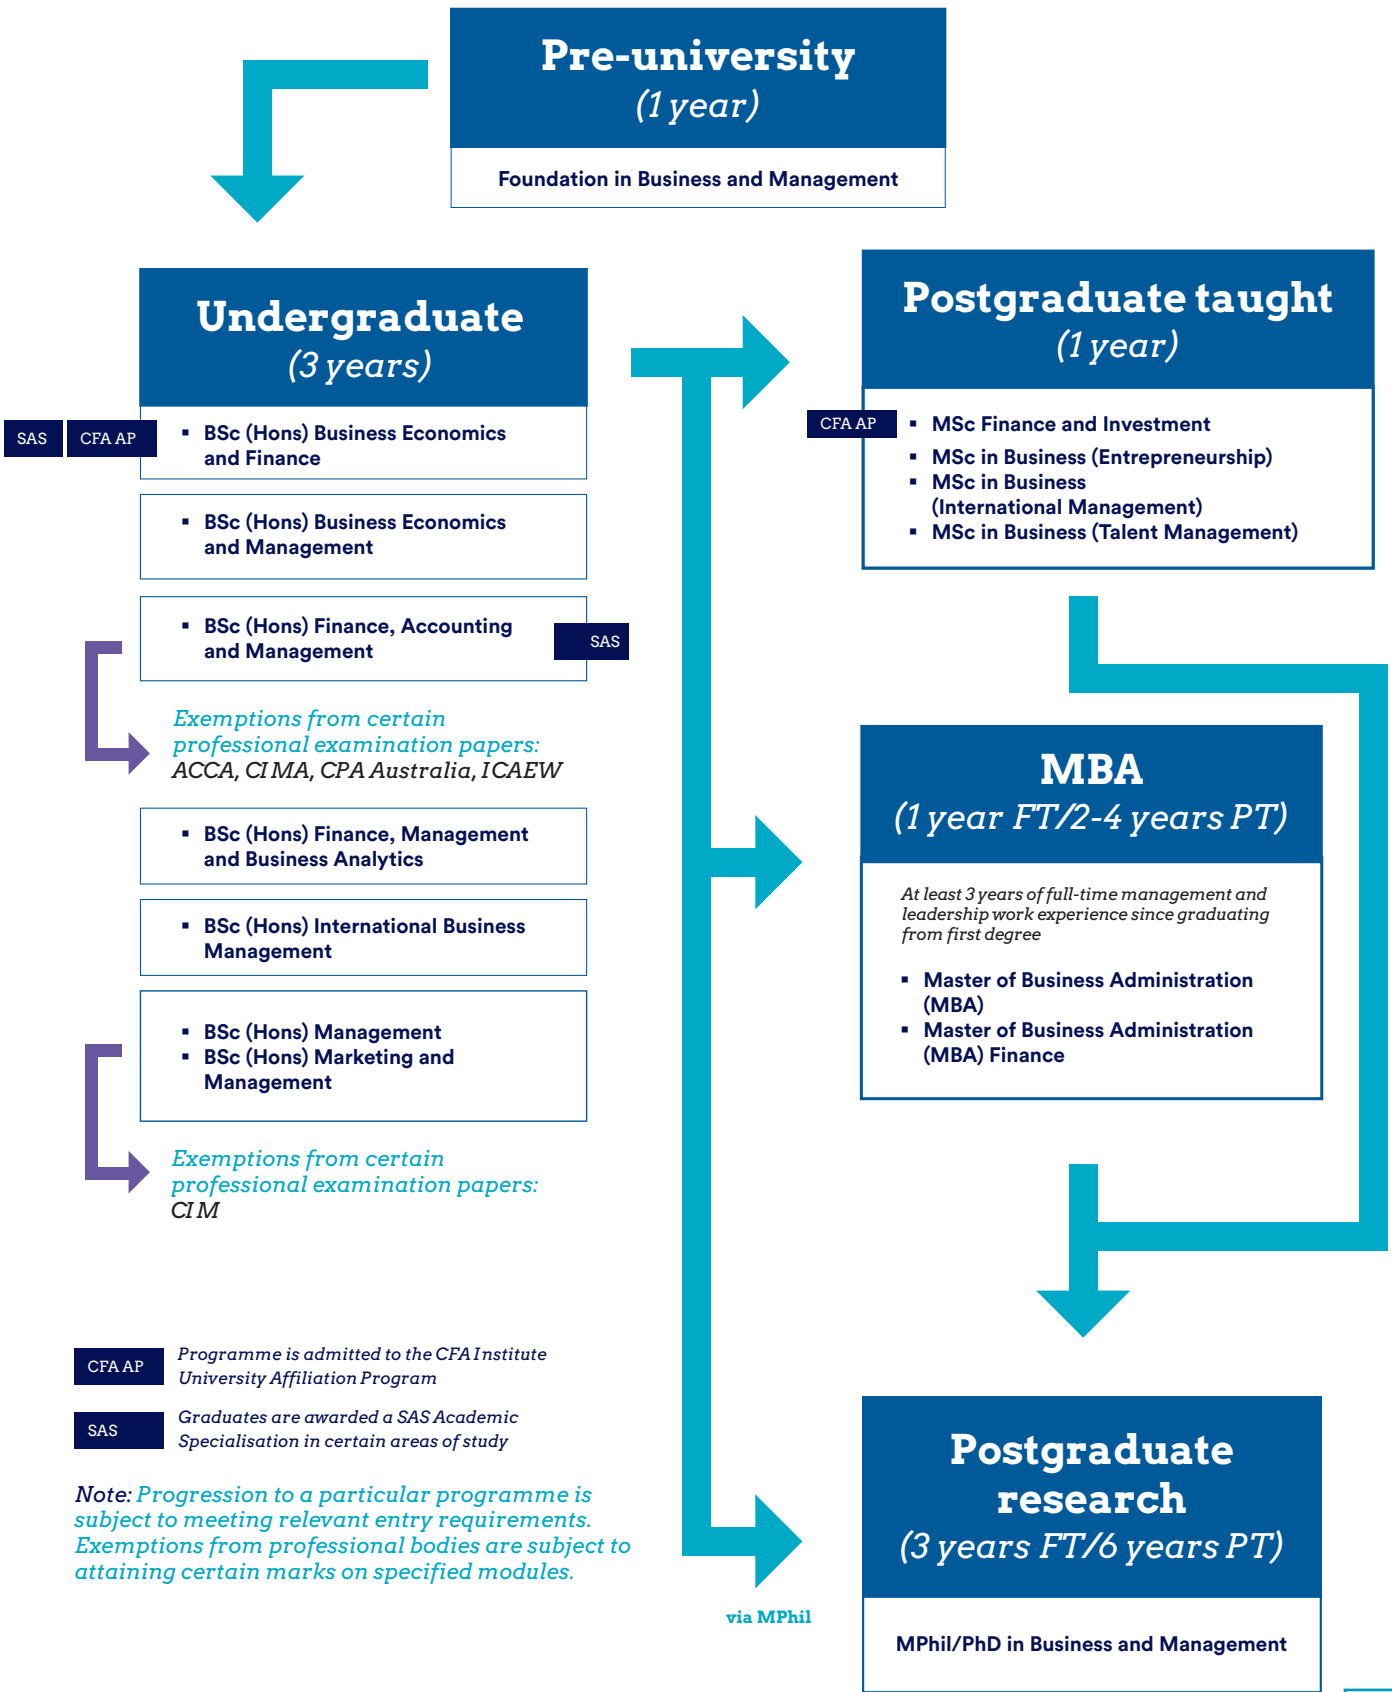 Pre-university
(1 year)
Foundation in Business and Management
Undergraduate
(3 years)
SAS
CFA AP
▪ BSc (Hons) Business Economics
and Finance
▪ BSc (Hons) Business Economics
and Management
▪ BSc (Hons) Finance, Accounting
and Management
SAS
Exemptions from certain
professional examination papers:
ACCA, CIMA, CPA Australia, ICAEW
▪ BSc (Hons) Finance, Management
and Business Analytics
▪ BSc (Hons) International Business
Management
▪ BSc (Hons) Management
▪ BSc (Hons) Marketing and
Management
Exemptions from certain
professional examination papers:
CIM
Postgraduate taught
(1 year)
CFA AP
▪ MSc Finance and Investment
▪ MSc in Business (Entrepreneurship)
▪ MSc in Business
(International Management)
▪ MSc in Business (Talent Management)
MBA
(1 year FT/2-4 years PT)
At least 3 years of full-time management and
leadership work experience since graduating
from first degree
▪ Master of Business Administration
(MBA)
▪ Master of Business Administration
(MBA) Finance
Postgraduate
research
(3 years FT/6 years PT)
via MPhil
MPhil/PhD in Business and Management
CFA AP
Programme is admitted to the CFA Institute
University Affiliation Program
SAS
Graduates are awarded a SAS Academic
Specialisation in certain areas of study
Note: Progression to a particular programme is
subject to meeting relevant entry requirements.
Exemptions from professional bodies are subject to
attaining certain marks on specified modules.